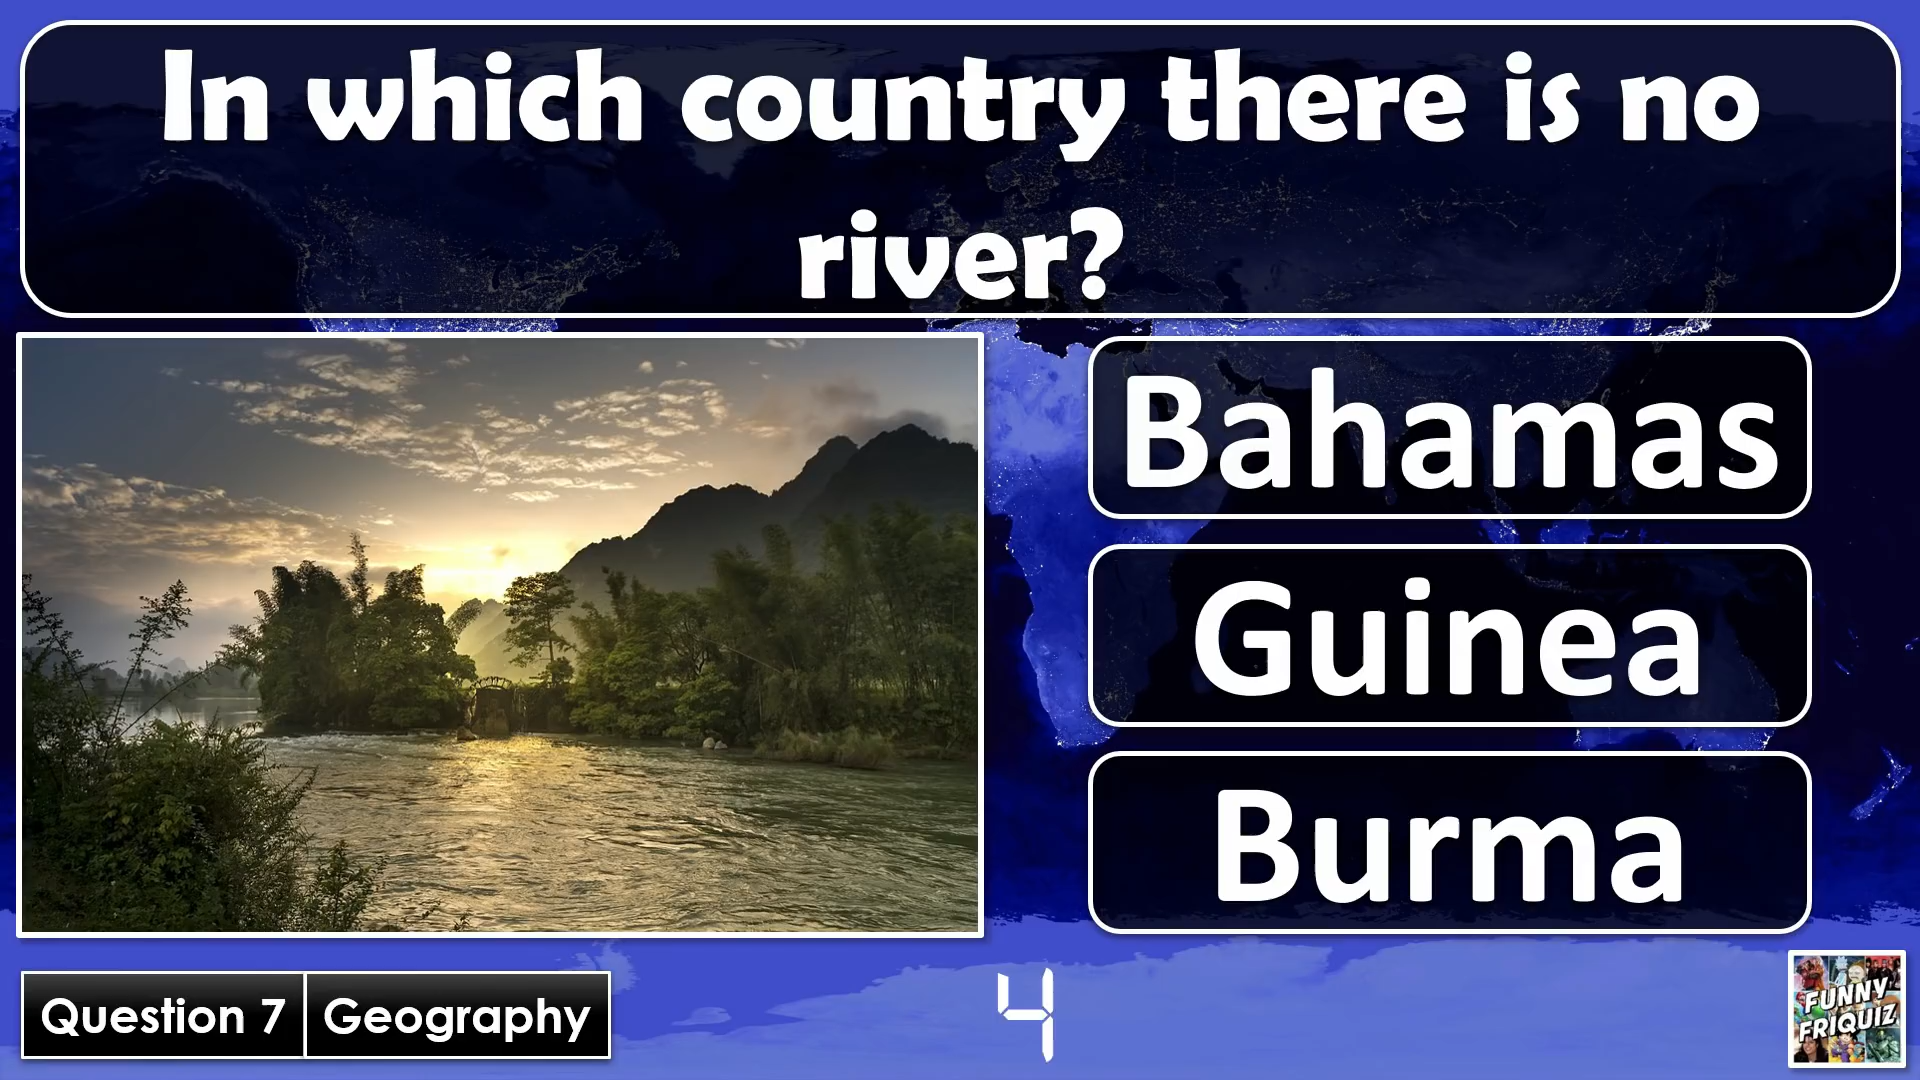 In which country there is no
river?
Bahamas
Guinea
Burma
Question 7
Geography
4
FUNNY
FRIQUIZ